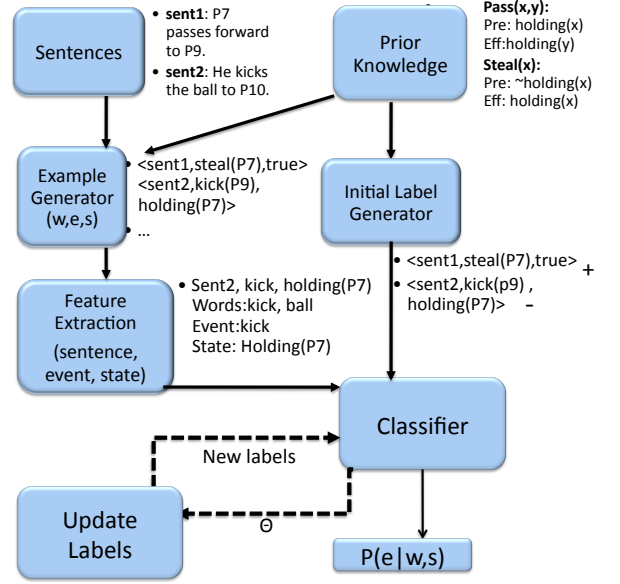 Sentences
• sent1: P7
passes forward
to P9.
• sent2: He kicks
the ball to P10.
Prior
Knowledge
Pass(x,y):
Pre: holding(x)
Eff:holding(y)
Steal(x):
Pre: ~holding(x)
Eff: holding(x)
Example
Generator
(w,e,s)
• <sent1,steal(P7),true>
<sent2,kick(P9),
holding(P7)>
• ...
Initial Label
Generator
• <sent1,steal(P7),true> +
• <sent2,kick(p9) ,
holding(P7)> -
Feature
Extraction
(sentence,
event, state)
• Sent2, kick, holding(P7)
Words:kick, ball
Event:kick
State: Holding(P7)
Classifier
New labels
Θ
Update
Labels
P(e|w,s)